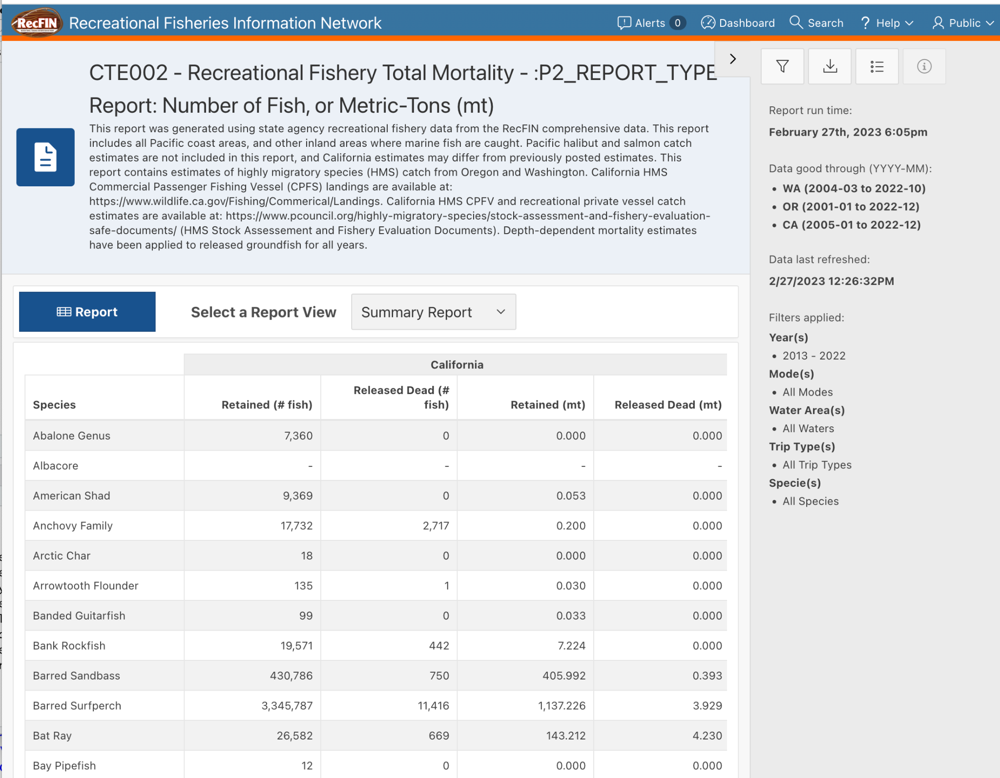 RecFIN Recreational Fisheries Information Network Alerts 0 Dashboard Search Help Public
CTE002 - Recreational Fishery Total Mortality - :P2_REPORT_TYPE
Report: Number of Fish, or Metric-Tons (mt)
This report was generated using state agency recreational fishery data from the RecFIN comprehensive data. This report
includes all Pacific coast areas, and other inland areas where marine fish are caught. Pacific halibut and salmon catch
estimates are not included in this report, and California estimates may differ from previously posted estimates. This
report contains estimates of highly migratory species (HMS) catch from Oregon and Washington. California HMS
Commercial Passenger Fishing Vessel (CPFS) landings are available at:
https://www.wildlife.ca.gov/Fishing/Commerical/Landings. California HMS CPFV and recreational private vessel catch
estimates are available at: https://www.pcouncil.org/highly-migratory-species/stock-assessment-and-fishery-evaluation-
safe-documents/ (HMS Stock Assessement and Fishery Evaluation Documents). Depth-dependent mortality estimates
have been applied to released groundfish for all years.
Report Select a Report View Summary Report
California
Species Retained (# fish) Released Dead (# fish) Retained (mt) Released Dead (mt)
Abalone Genus 7,360 0 0.000 0.000
Albacore - - - -
American Shad 9,369 0 0.053 0.000
Anchovy Family 17,732 2,717 0.200 0.000
Arctic Char 18 0 0.000 0.000
Arrowtooth Flounder 135 1 0.030 0.000
Banded Guitarfish 99 0 0.033 0.000
Bank Rockfish 19,571 442 7.224 0.000
Barred Sandbass 430,786 750 405.992 0.393
Barred Surfperch 3,345,787 11,416 1,137.226 3.929
Bat Ray 26,582 669 143.212 4.230
Bay Pipefish 12 0 0.000 0.000
Report run time:
February 27th, 2023 6:05pm
Data good through (YYYY-MM):
• WA (2004-03 to 2022-10)
• OR (2001-01 to 2022-12)
• CA (2005-01 to 2022-12)
Data last refreshed:
2/27/2023 12:26:32PM
Filters applied:
Year(s)
• 2013 - 2022
Mode(s)
• All Modes
Water Area(s)
• All Waters
Trip Type(s)
• All Trip Types
Specie(s)
• All Species